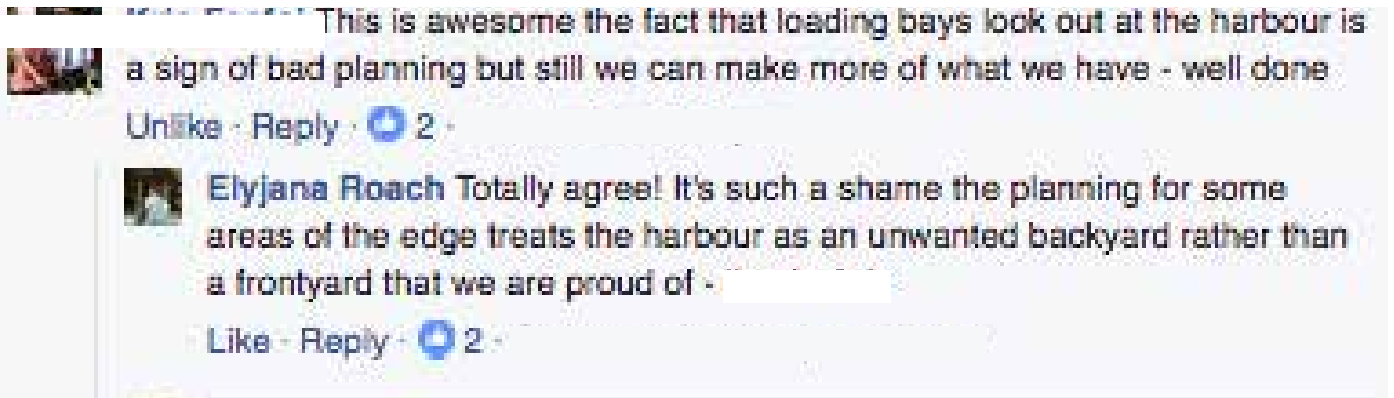 This is awesome the fact that loading bays look out at the harbour is
a sign of bad planning but still we can make more of what we have - well done
Unlike · Reply · 2 ·
Elyjana Roach Totally agree! It's such a shame the planning for some
areas of the edge treats the harbour as an unwanted backyard rather than
a frontyard that we are proud of -
Like · Reply · 2 ·